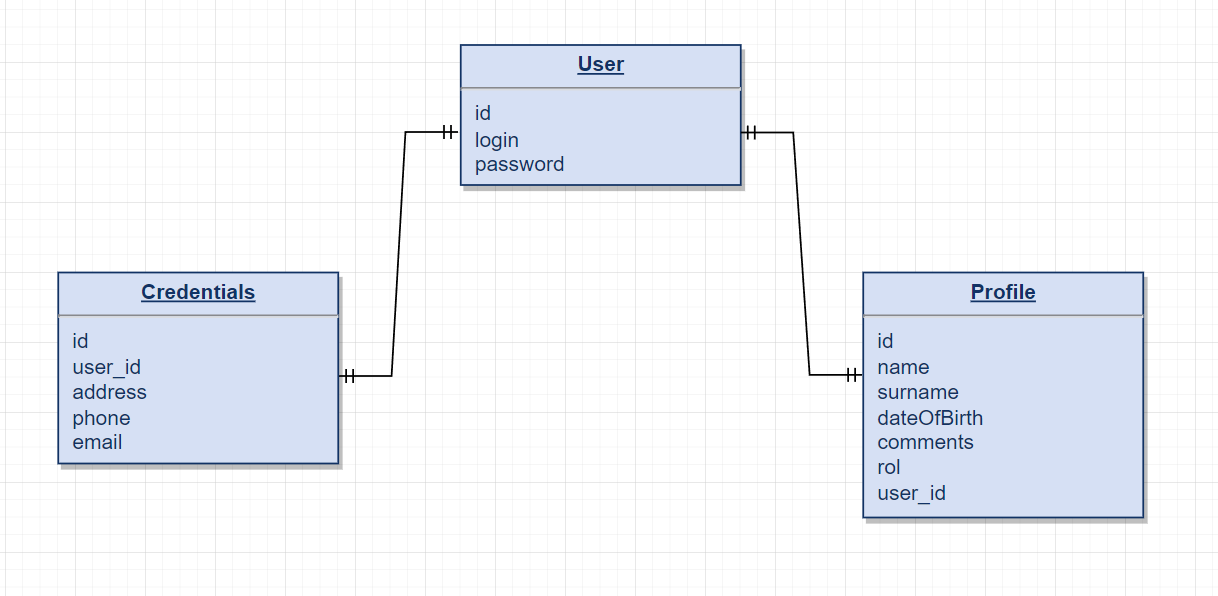 User
id
login
password
Credentials
id
user_id
address
phone
email
Profile
id
name
surname
dateOfBirth
comments
rol
user_id